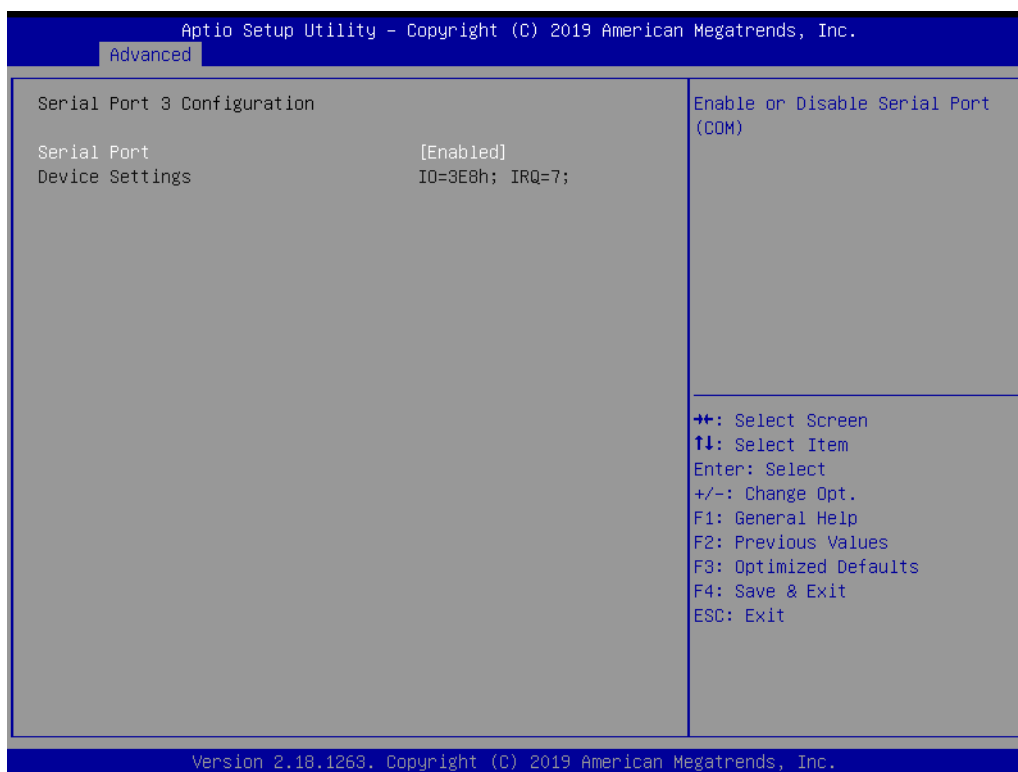 Aptio Setup Utility – Copyright (C) 2019 American Megatrends, Inc.
Advanced
Serial Port 3 Configuration
Serial Port [Enabled]
Device Settings IO=3E8h; IRQ=7;
Enable or Disable Serial Port
(COM)
→←: Select Screen
↑↓: Select Item
Enter: Select
+/-: Change Opt.
F1: General Help
F2: Previous Values
F3: Optimized Defaults
F4: Save & Exit
ESC: Exit
Version 2.18.1263. Copyright (C) 2019 American Megatrends, Inc.